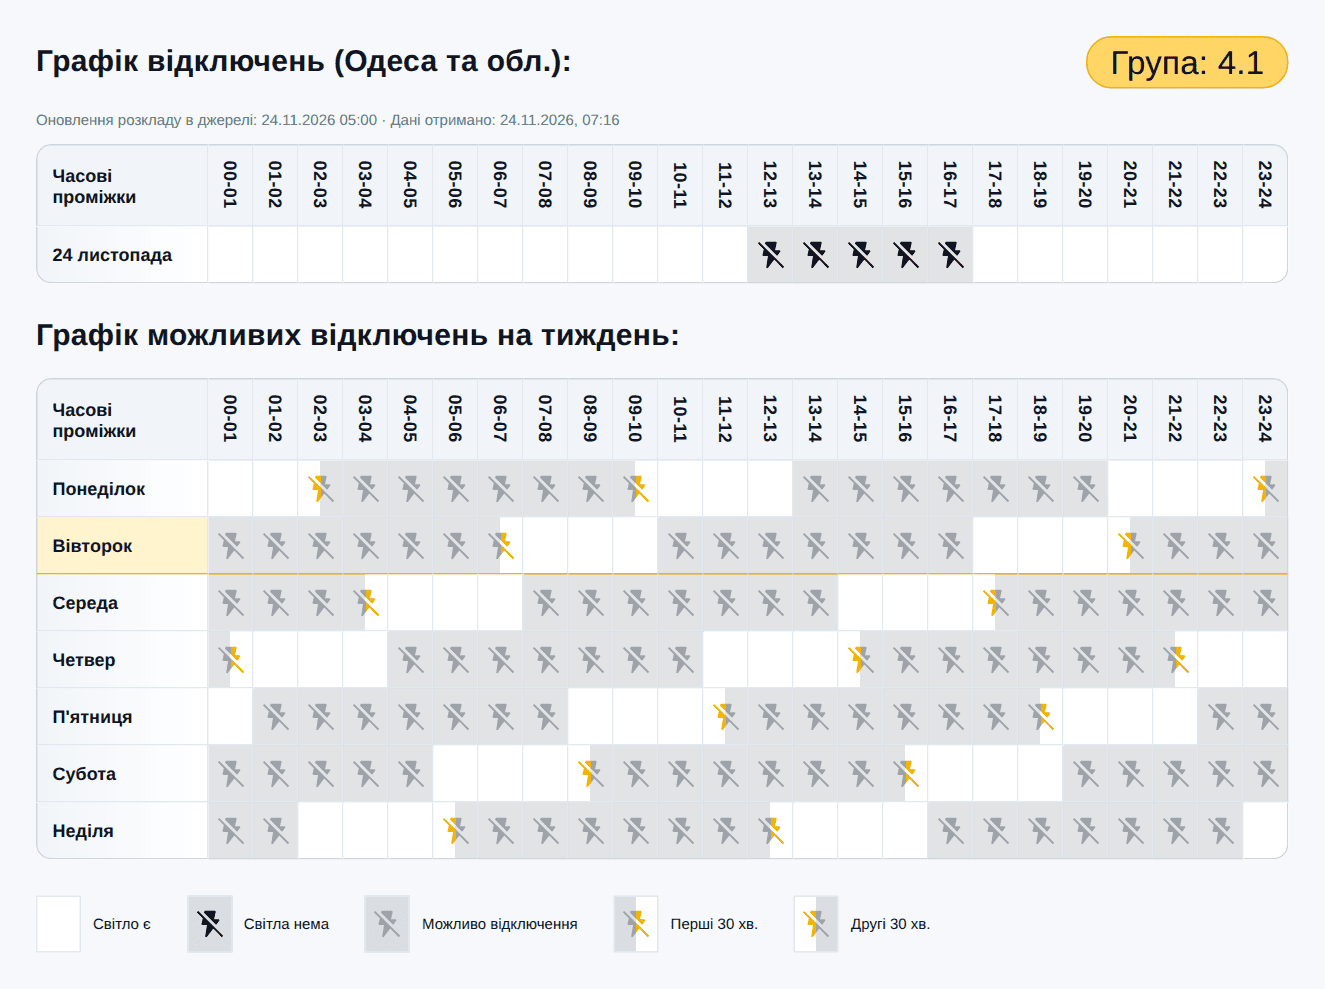 Графік відключень (Одеса та обл.):
Група: 4.1
Оновлення розкладу в джерелі: 24.11.2026 05:00 · Дані отримано: 24.11.2026, 07:16
Часові проміжки 00-01 01-02 02-03 03-04 04-05 05-06 06-07 07-08 08-09 09-10 10-11 11-12 12-13 13-14 14-15 15-16 16-17 17-18 18-19 19-20 20-21 21-22 22-23 23-24
24 листопада
Графік можливих відключень на тиждень:
Часові проміжки 00-01 01-02 02-03 03-04 04-05 05-06 06-07 07-08 08-09 09-10 10-11 11-12 12-13 13-14 14-15 15-16 16-17 17-18 18-19 19-20 20-21 21-22 22-23 23-24
Понеділок
Вівторок
Середа
Четвер
П'ятниця
Субота
Неділя
Світло є Світла нема Можливо відключення Перші 30 хв. Другі 30 хв.